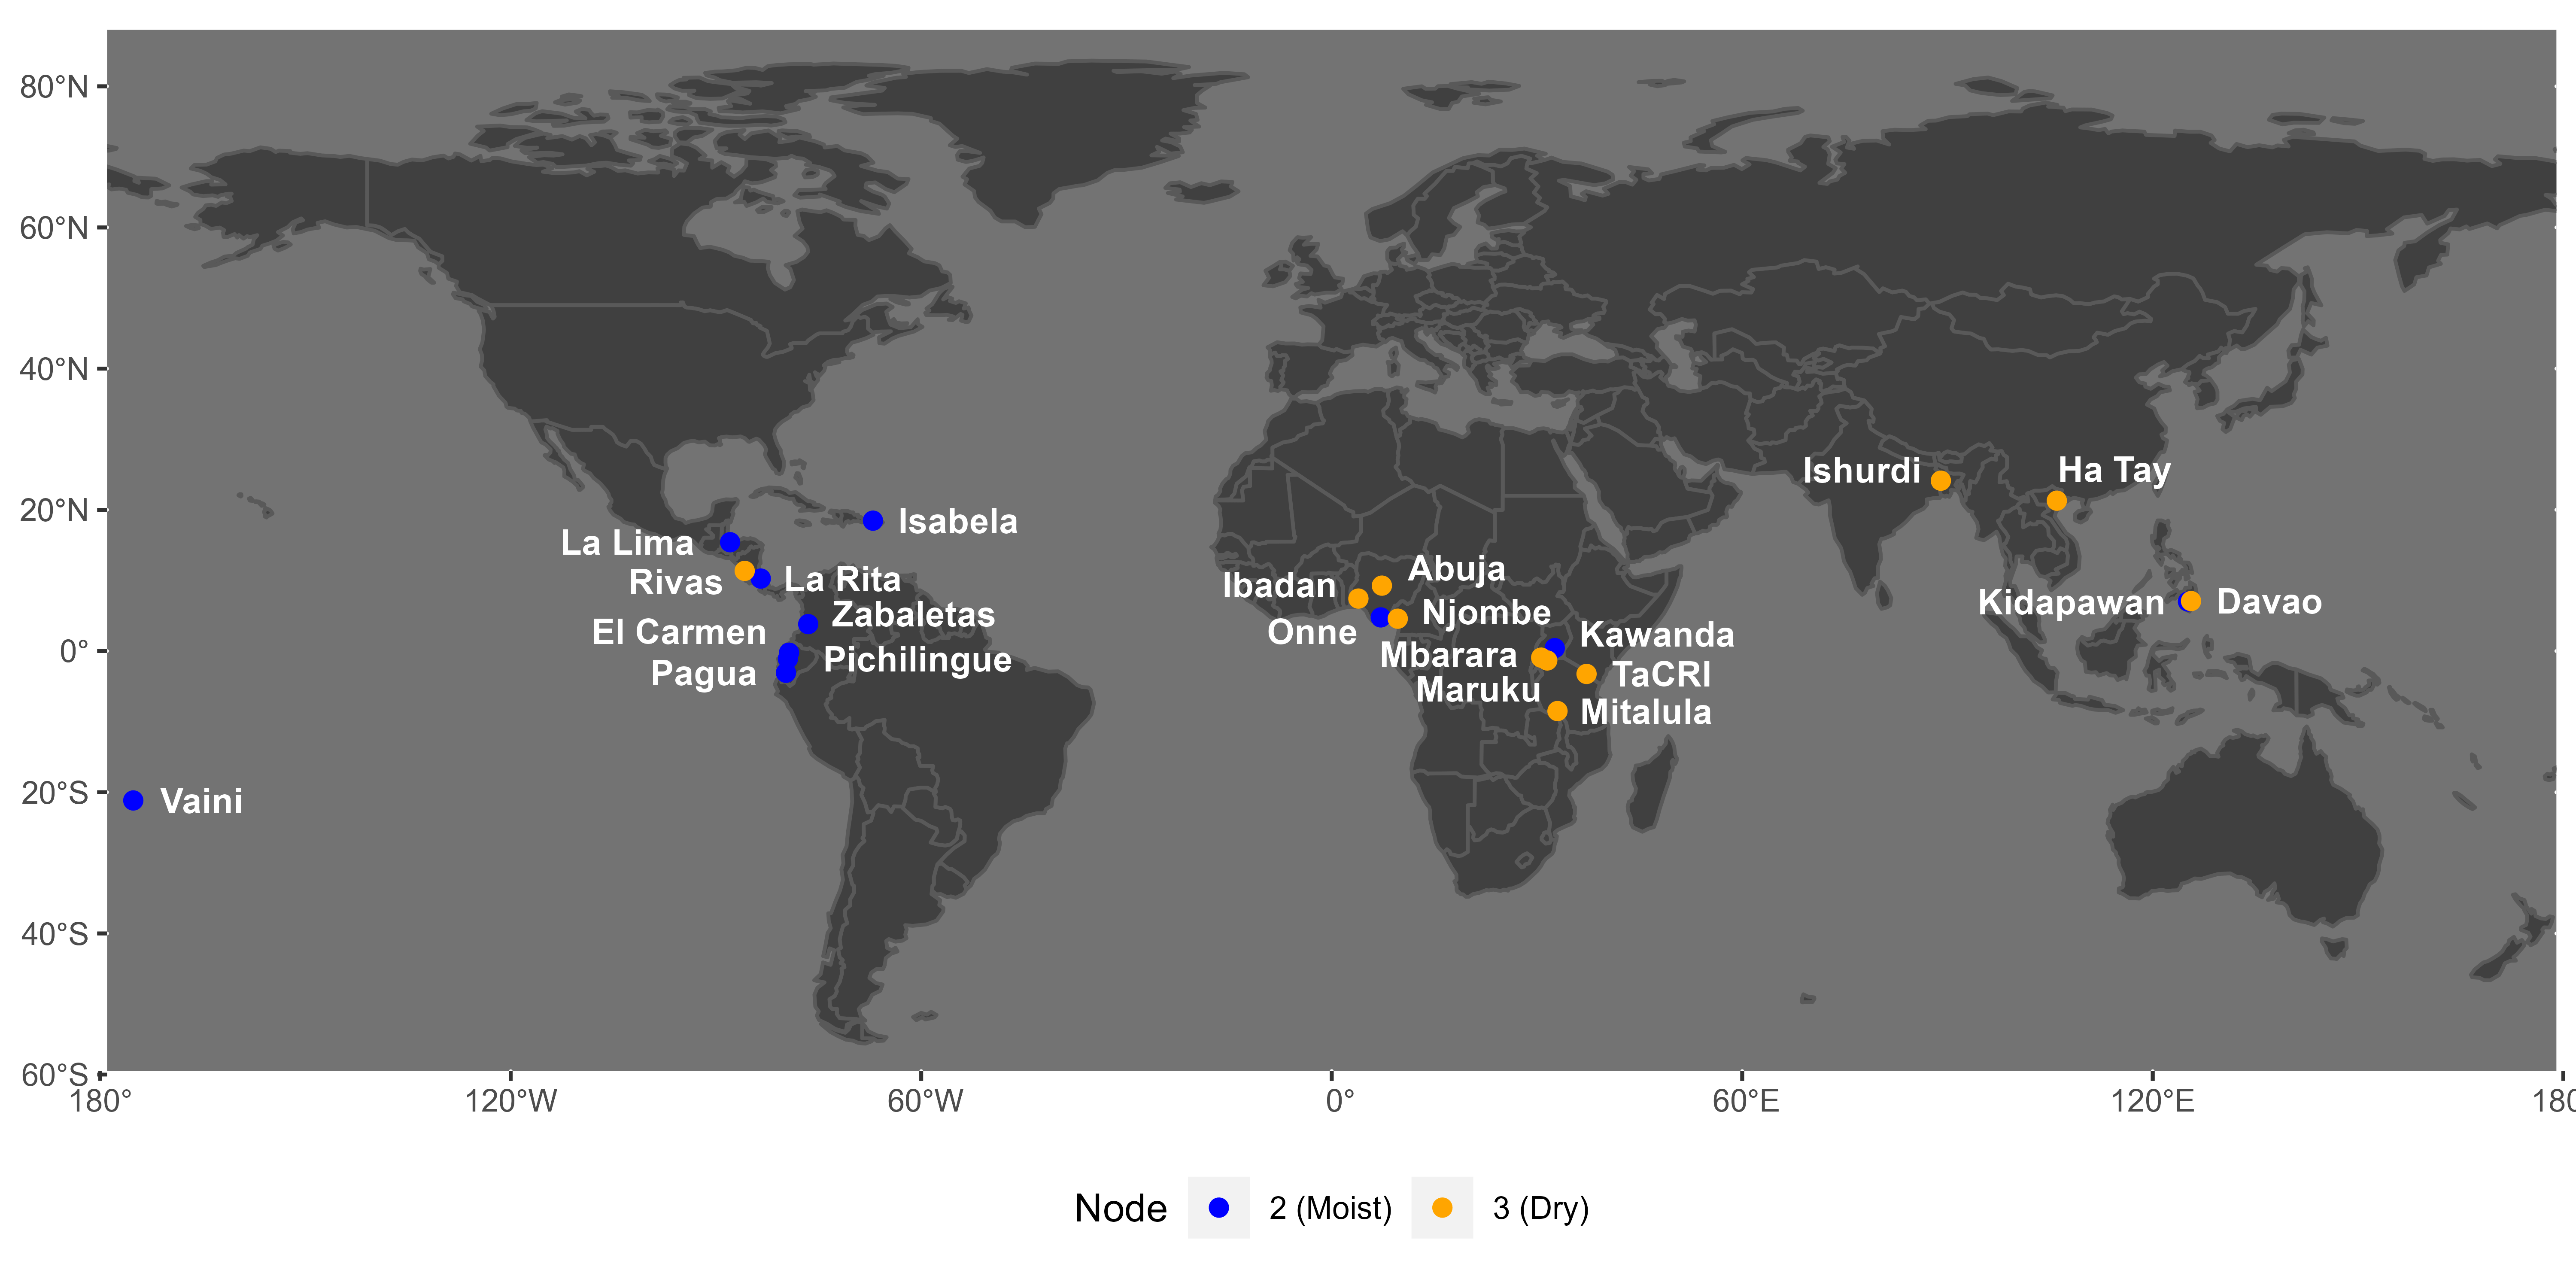 80°N
60°N
40°N
20°N
0°
20°S
40°S
60°S
Ishurdi
Ha Tay
Isabela
La Lima
Rivas
La Rita
Abuja
Ibadan
Zabaletas
Njombe
Onne
Kidapawan
Davao
El Carmen
Kawanda
Pichilingue
Mbarara
Pagua
TaCRI
Maruku
Mitalula
Vaini
180°
120°W
60°W
0°
60°E
120°E
180
Node
2 (Moist)
3 (Dry)